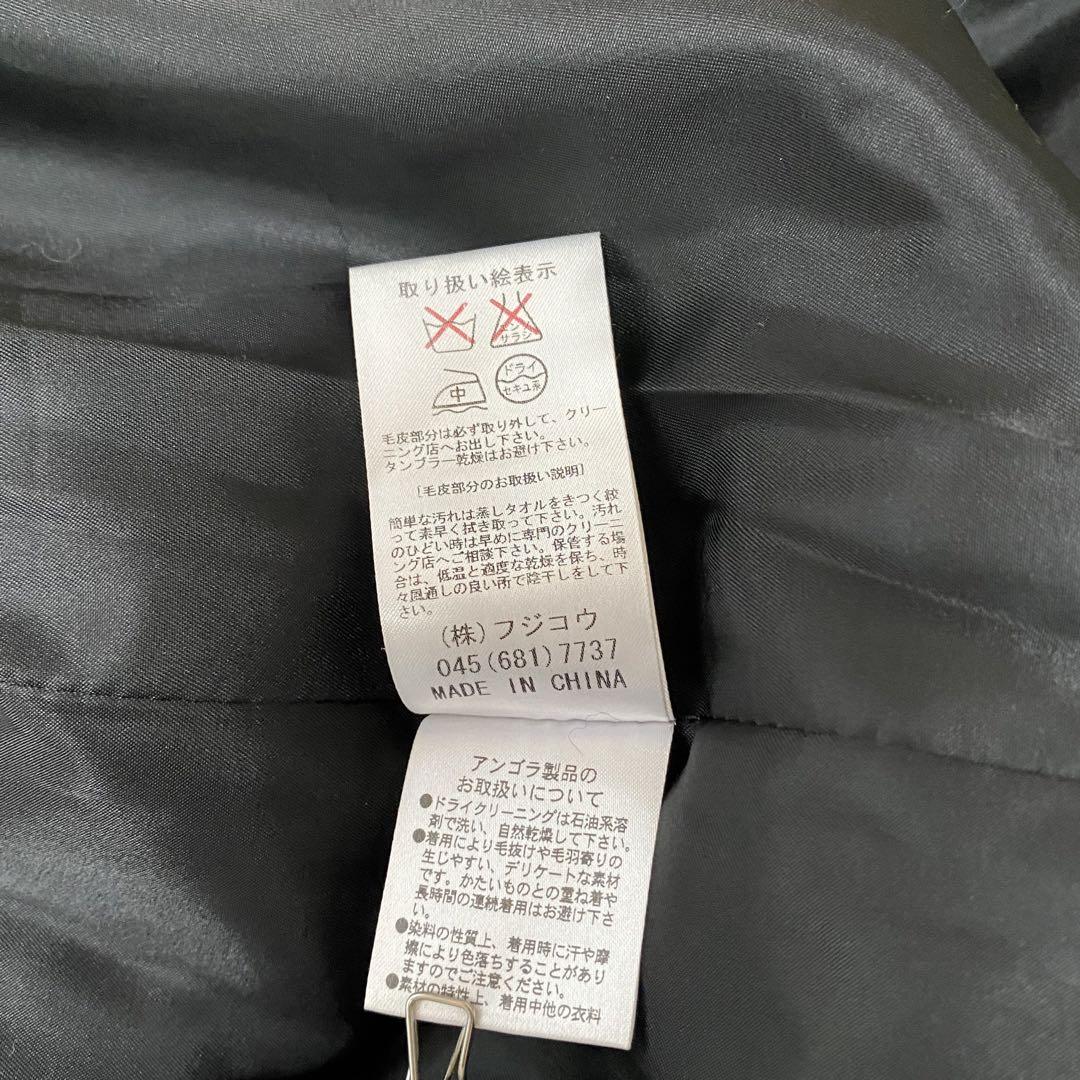 取り扱い絵表示
エンソ
サラシ
中
ドライ
セキユ系
毛皮部分は必ず取り外して、クリー
ニング店へお出し下さい。
タンブラー乾燥はお避け下さい。
[毛皮部分のお取扱い説明]
簡単な汚れは蒸しタオルをきつく絞
って素早く拭き取って下さい。汚れ
のひどい時は早めに専門のクリーニ
ング店へご相談下さい。保管する場
合は、低温と適度な乾燥を保ち、時
々風通しの良い所で陰干しをして下
さい。
(株)フジコウ
045(681)7737
MADE IN CHINA
アンゴラ製品の
お取扱いについて
●ドライクリーニングは石油系溶
剤で洗い、自然乾燥して下さい。
●着用により毛抜けや毛羽寄りの
生じやすい、デリケートな素材
です。かたいものとの重ね着や
長時間の連続着用はお避け下さ
い。
●染料の性質上、着用時に汗や摩
擦により色落ちすることがあり
ますのでご注意ください。
●素材の特性上、着用中他の衣料